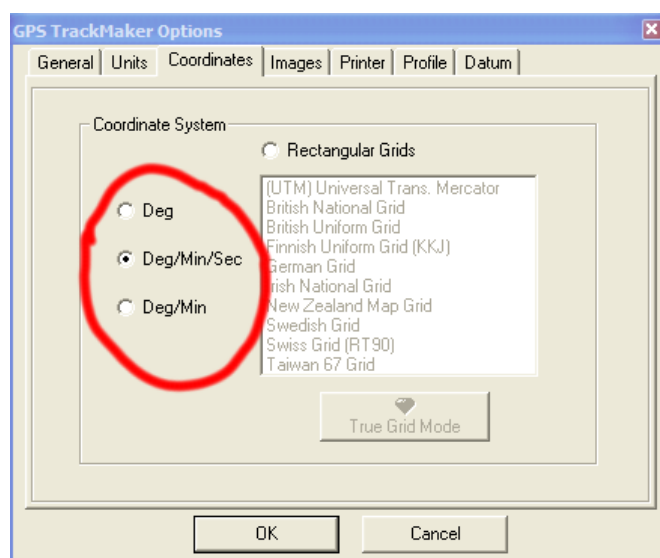 GPS TrackMaker Options
General Units Coordinates Images Printer Profile Datum
Coordinate System
Rectangular Grids
Deg
Deg/Min/Sec
Deg/Min
(UTM) Universal Trans. Mercator
British National Grid
British Uniform Grid
Finnish Uniform Grid (KKJ)
German Grid
Irish National Grid
New Zealand Map Grid
Swedish Grid
Swiss Grid (RT90)
Taiwan 67 Grid
True Grid Mode
OK Cancel